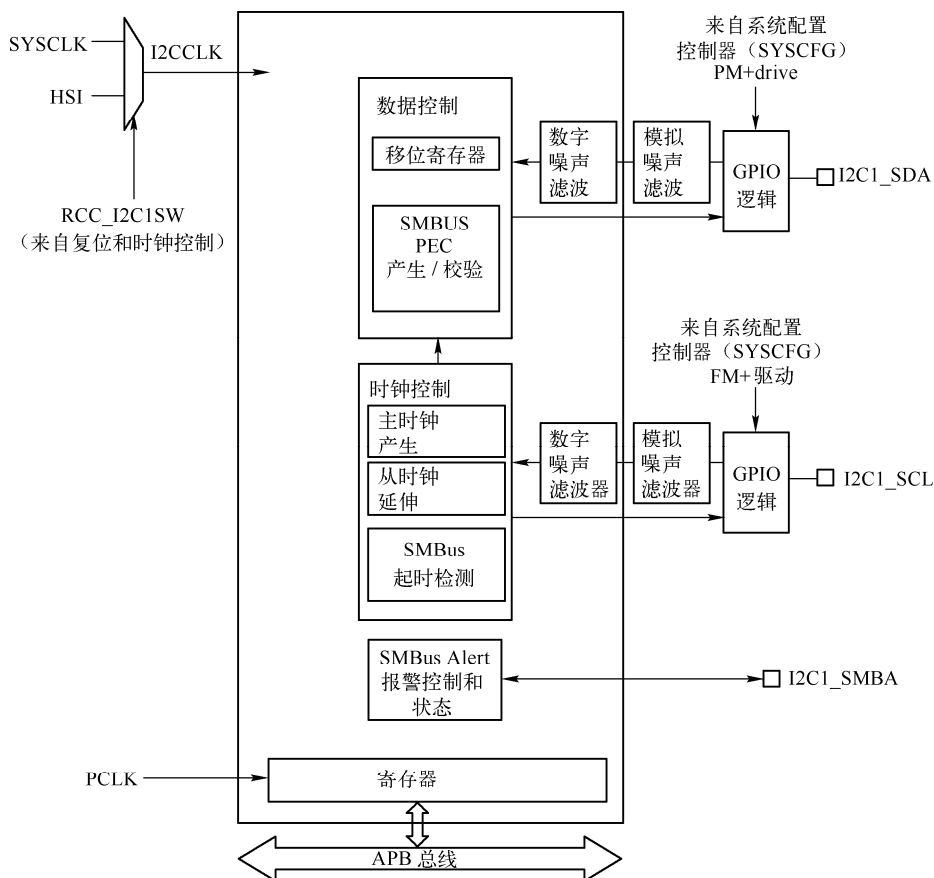 SYSCLK
HSI
I2CCLK
RCC_I2C1SW
（来自复位和时钟控制）
数据控制
移位寄存器
SMBUS
PEC
产生 / 校验
数字
噪声
滤波
模拟
噪声
滤波
来自系统配置
控制器（SYSCFG）
PM+drive
GPIO
逻辑
I2C1_SDA
时钟控制
主时钟
产生
从时钟
延伸
SMBus
起时检测
数字
噪声
滤波器
模拟
噪声
滤波器
来自系统配置
控制器（SYSCFG）
FM+驱动
GPIO
逻辑
I2C1_SCL
SMBus Alert
报警控制和
状态
I2C1_SMBA
PCLK
寄存器
APB 总线